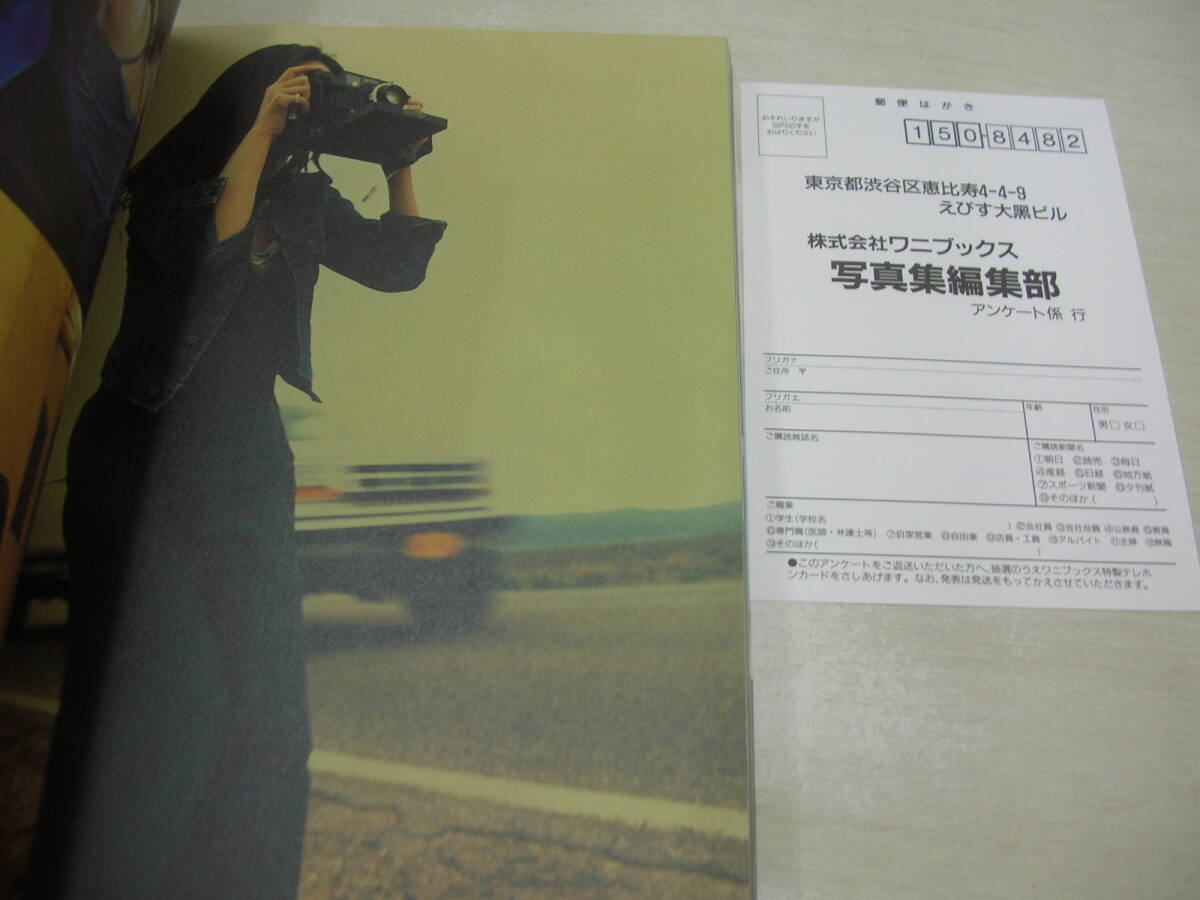 郵便はがき
おそれいりますが
50円切手を
おはりください
150-8482
東京都渋谷区恵比寿4-4-9
えびす大黒ビル
株式会社ワニブックス
写真集編集部
アンケート係 行
フリガナ
ご住所 〒
フリガナ
お名前
年齢
性別
男□ 女□
ご購読雑誌名
ご購読新聞名
①朝日 ②読売 ③毎日
④産経 ⑤日経 ⑥地方紙
⑦スポーツ新聞 ⑧夕刊紙
⑨そのほか( )
ご職業
①学生(学校名 ) ②会社員 ③会社役員 ④公務員 ⑤教員
⑥専門職(医師・弁護士等) ⑦自家営業 ⑧自由業 ⑨店員・工員 ⑩アルバイト ⑪主婦 ⑫無職
⑬そのほか( )
●このアンケートをご返送いただいた方へ、抽選のうえワニブックス特製テレホ
ンカードをさしあげます。なお、発表は発送をもってかえさせていただきます。